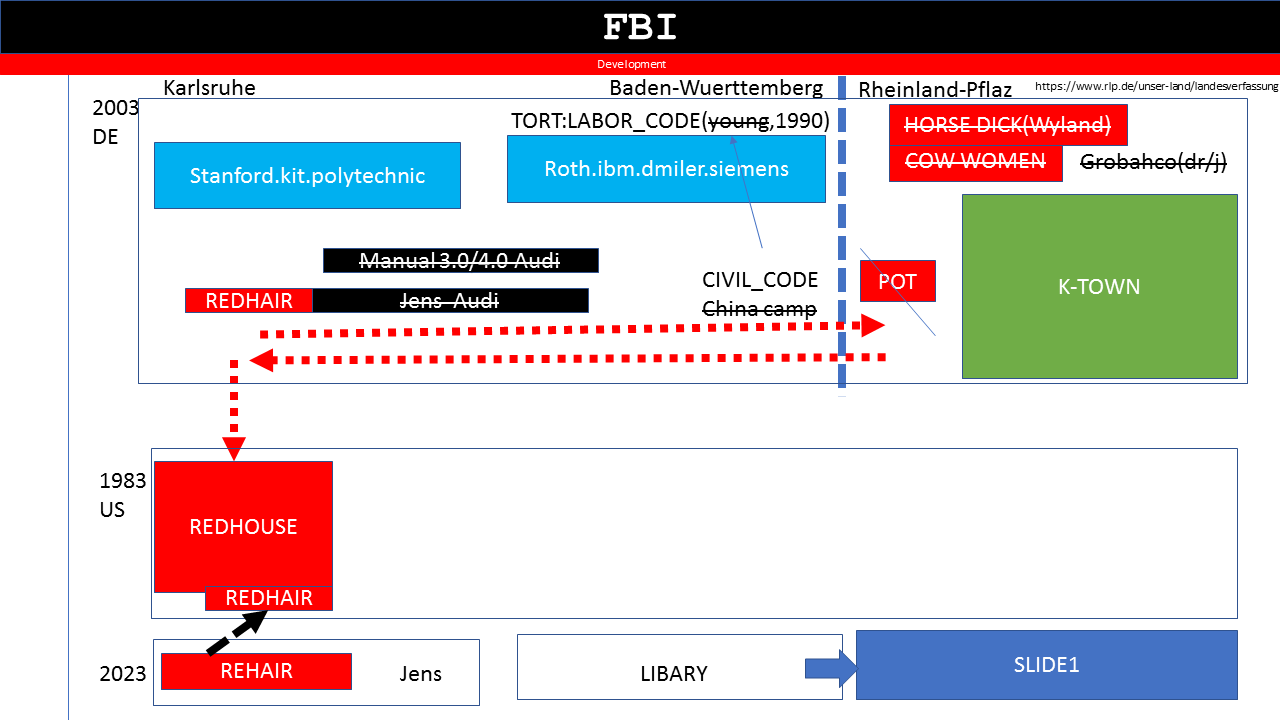 FBI
Development
Karlsruhe
Baden-Wuerttemberg
Rheinland-Pflaz
https://www.rlp.de/unser-land/landesverfassung
2003
DE
TORT:LABOR_CODE(young,1990)
HORSE DICK(Wyland)
COW WOMEN
Grobahco(dr/j)
Stanford.kit.polytechnic
Roth.ibm.dmiler.siemens
Manual 3.0/4.0 Audi
REDHAIR
Jens Audi
CIVIL_CODE
China camp
POT
K-TOWN
1983
US
REDHOUSE
REDHAIR
2023
REHAIR
Jens
LIBARY
SLIDE1